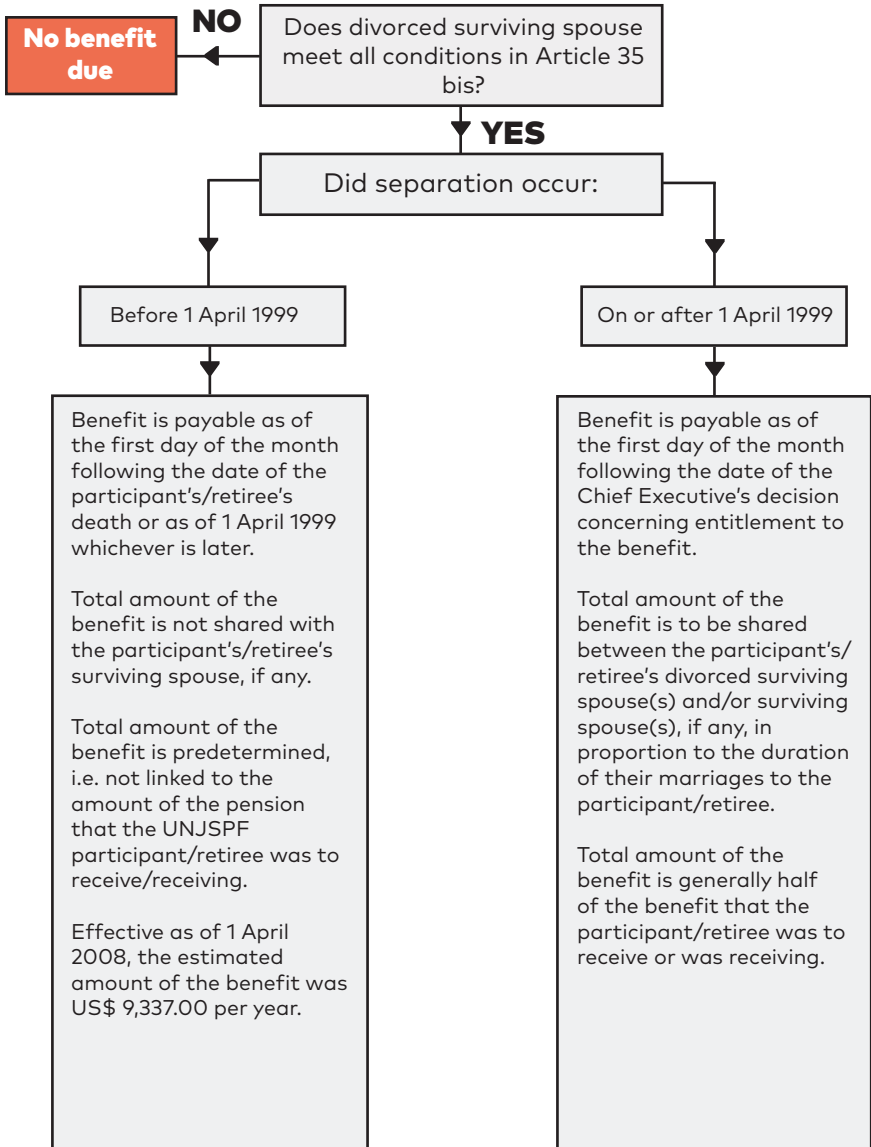 No benefit
due
NO
Does divorced surviving spouse
meet all conditions in Article 35
bis?
YES
Did separation occur:
Before 1 April 1999
On or after 1 April 1999
Benefit is payable as of
the first day of the month
following the date of the
participant's/retiree's
death or as of 1 April 1999
whichever is later.
Total amount of the
benefit is not shared with
the participant's/retiree's
surviving spouse, if any.
Total amount of the
benefit is predetermined,
i.e. not linked to the
amount of the pension
that the UNJSPF
participant/retiree was to
receive/receiving.
Effective as of 1 April
2008, the estimated
amount of the benefit was
US$ 9,337.00 per year.
Benefit is payable as of
the first day of the month
following the date of the
Chief Executive's decision
concerning entitlement to
the benefit.
Total amount of the
benefit is to be shared
between the participant's/
retiree's divorced surviving
spouse(s) and/or surviving
spouse(s), if any, in
proportion to the duration
of their marriages to the
participant/retiree.
Total amount of the
benefit is generally half
of the benefit that the
participant/retiree was to
receive or was receiving.